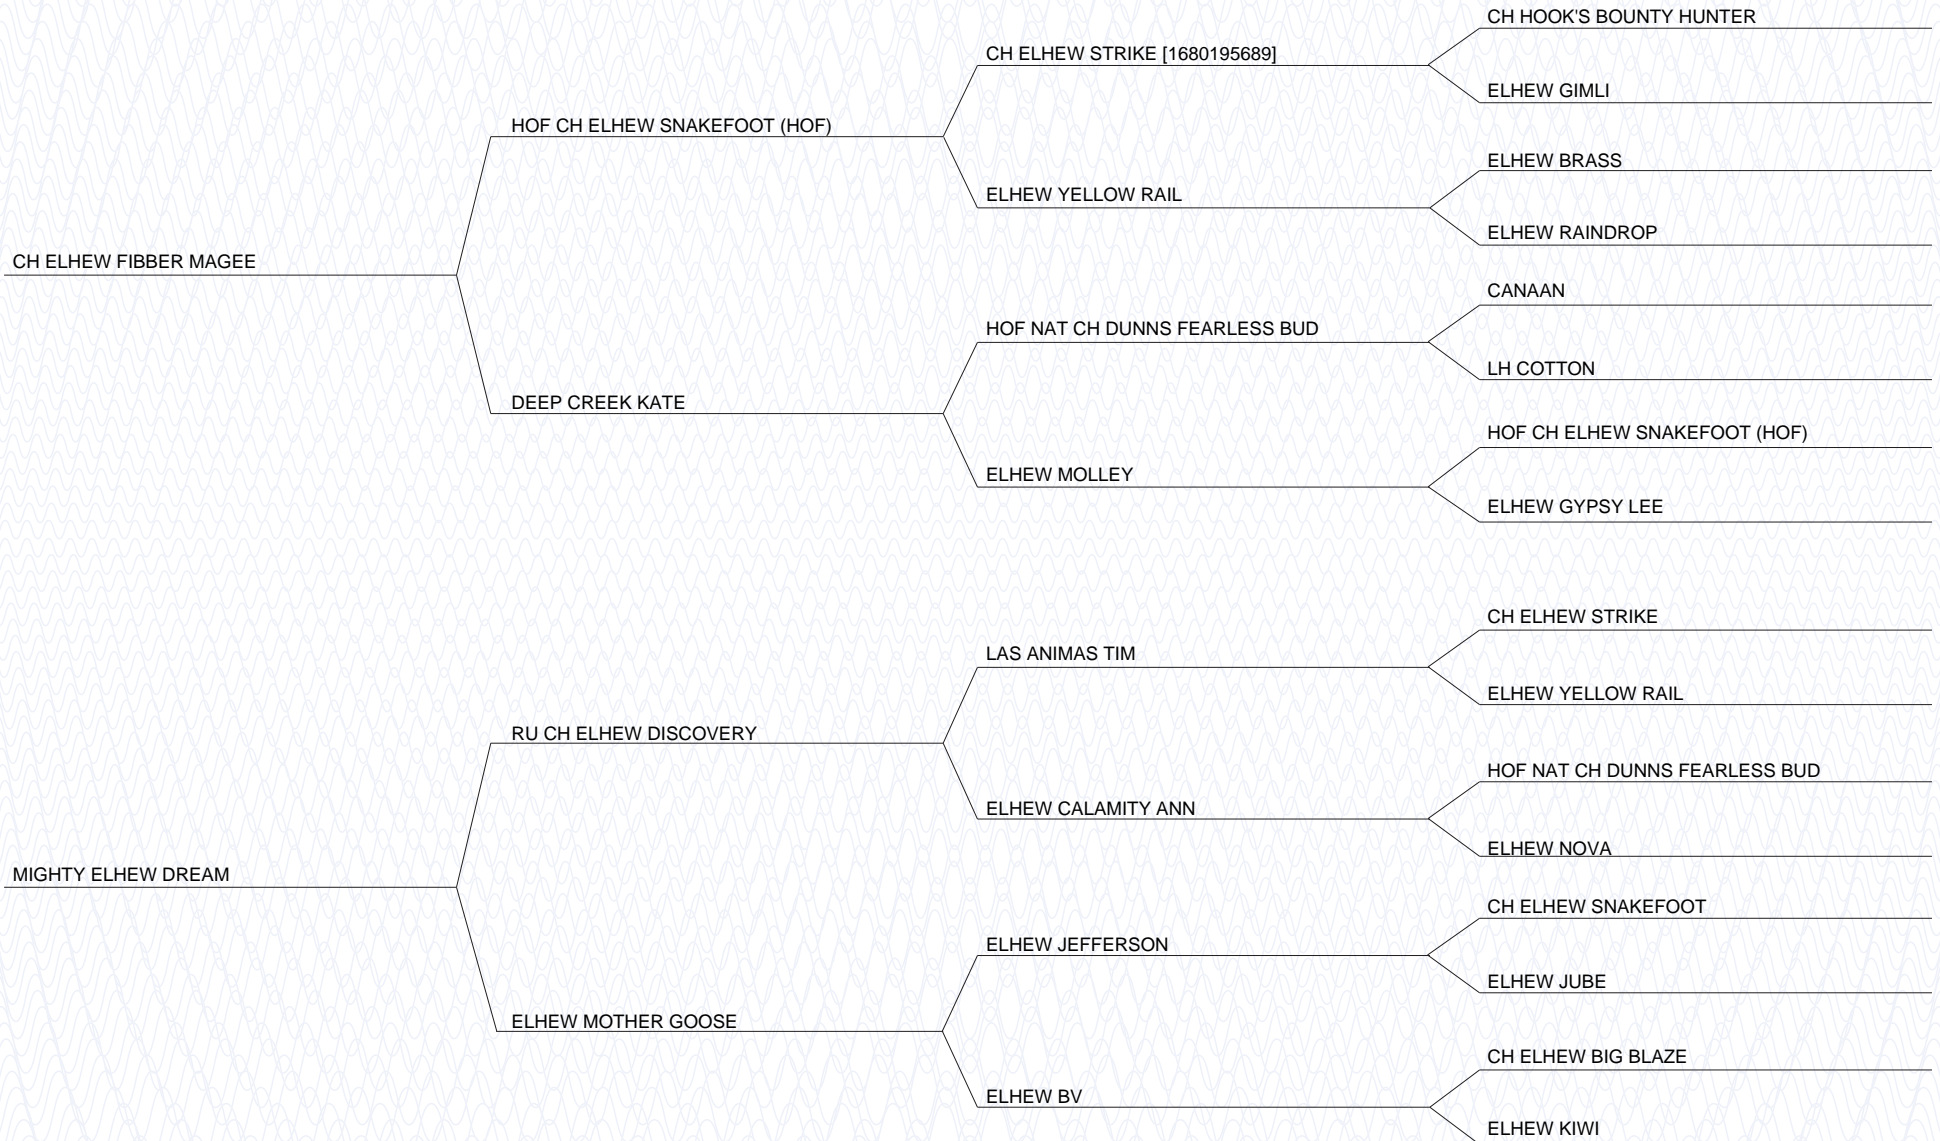 CH HOOK'S BOUNTY HUNTER
CH ELHEW STRIKE [1680195689]
ELHEW GIMLI
HOF CH ELHEW SNAKEFOOT (HOF)
ELHEW BRASS
ELHEW YELLOW RAIL
ELHEW RAINDROP
CH ELHEW FIBBER MAGEE
CANAAN
HOF NAT CH DUNNS FEARLESS BUD
LH COTTON
DEEP CREEK KATE
HOF CH ELHEW SNAKEFOOT (HOF)
ELHEW MOLLEY
ELHEW GYPSY LEE
CH ELHEW STRIKE
LAS ANIMAS TIM
ELHEW YELLOW RAIL
RU CH ELHEW DISCOVERY
HOF NAT CH DUNNS FEARLESS BUD
ELHEW CALAMITY ANN
ELHEW NOVA
MIGHTY ELHEW DREAM
CH ELHEW SNAKEFOOT
ELHEW JEFFERSON
ELHEW JUBE
ELHEW MOTHER GOOSE
CH ELHEW BIG BLAZE
ELHEW BV
ELHEW KIWI